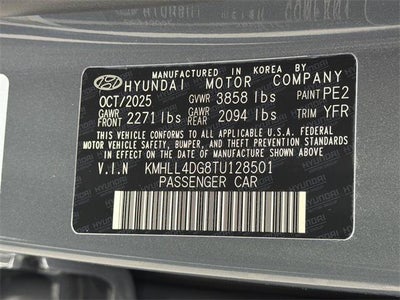 MANUFACTURED IN KOREA BY
HYUNDAI MOTOR COMPANY
OCT/2025 GVWR 3858 lbs PAINT PE2
GAWR FRONT 2271 lbs GAWR REAR 2094 lbs TRIM YFR
THIS VEHICLE CONFORMS TO ALL APPLICABLE U.S.A. FEDERAL
MOTOR VEHICLE SAFETY, BUMPER, AND THEFT PREVENTION
STANDARDS IN EFFECT ON THE DATE OF MANUFACTURE SHOWN ABOVE.
V.I.N KMHLL4DG8TU128501
PASSENGER CAR